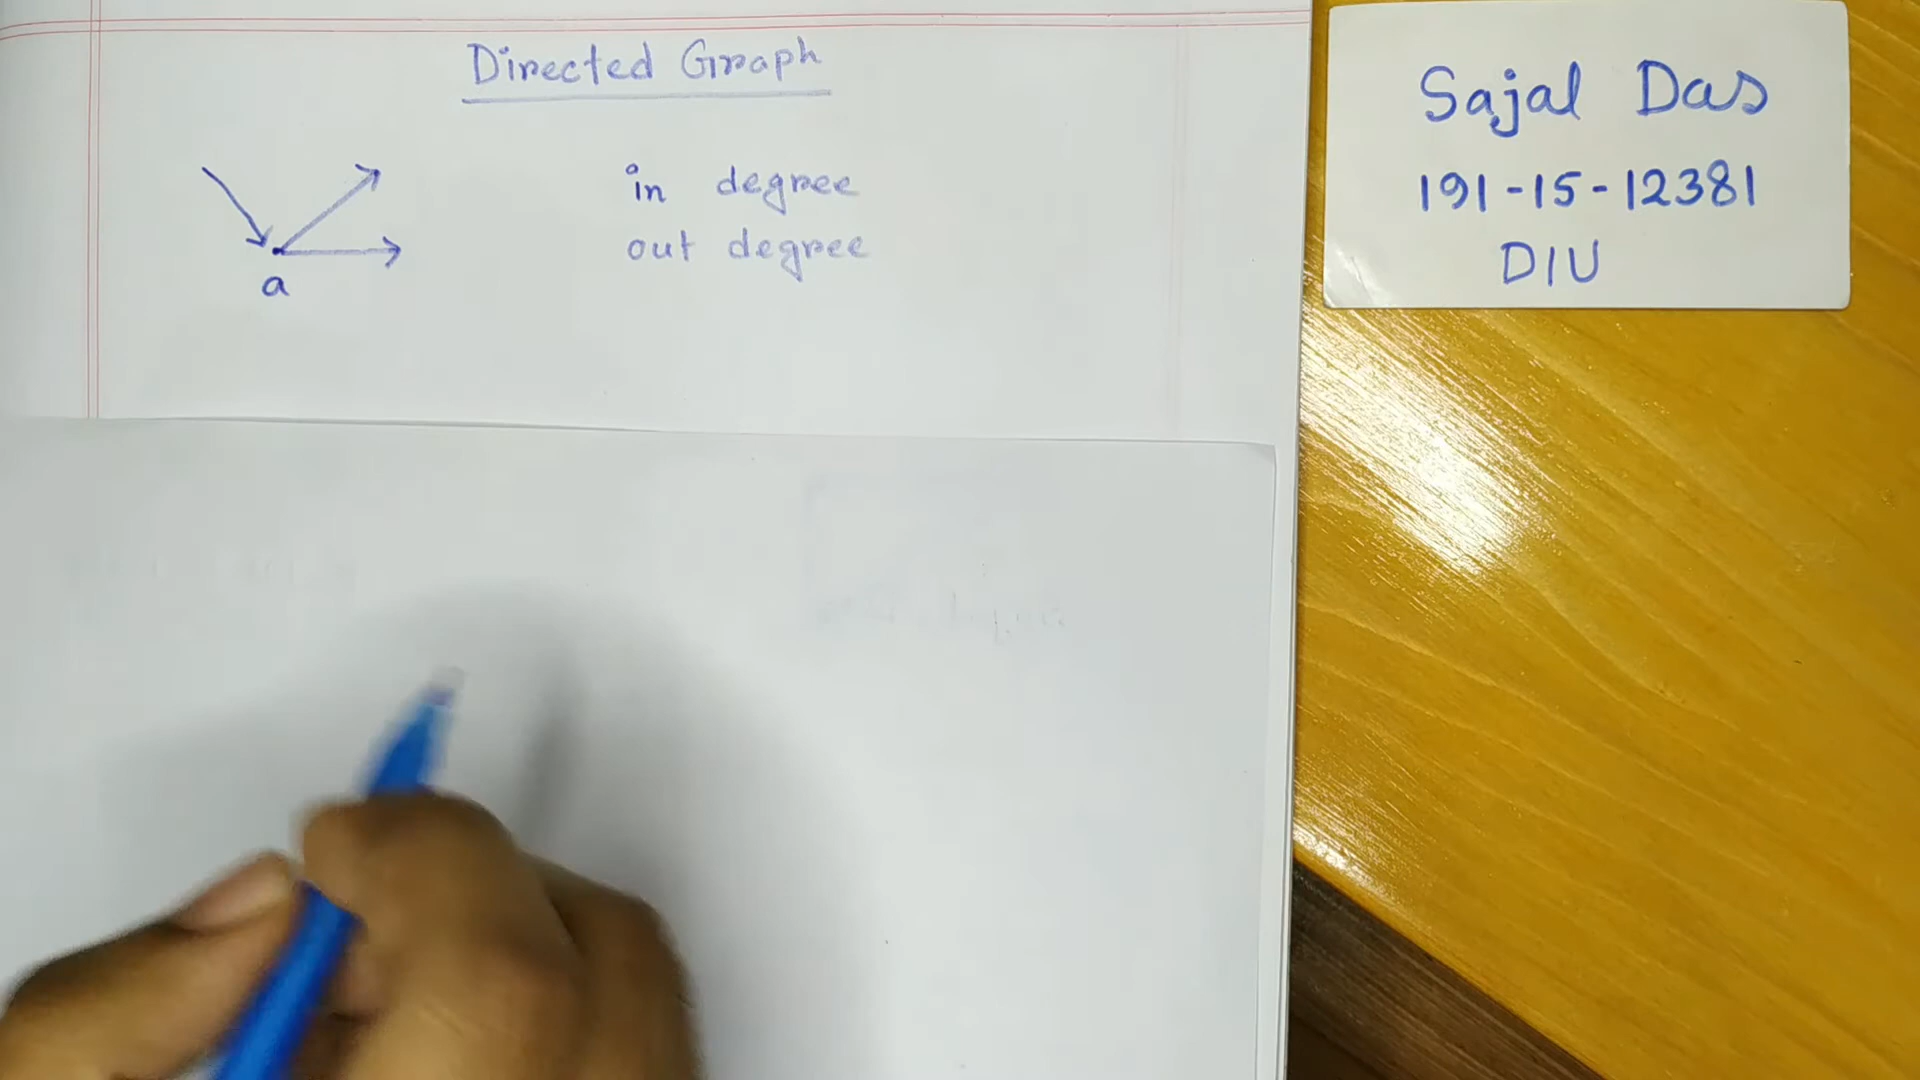 Directed Graph
a
in degree
out degree
Sajal Das
191-15-12381
DIU